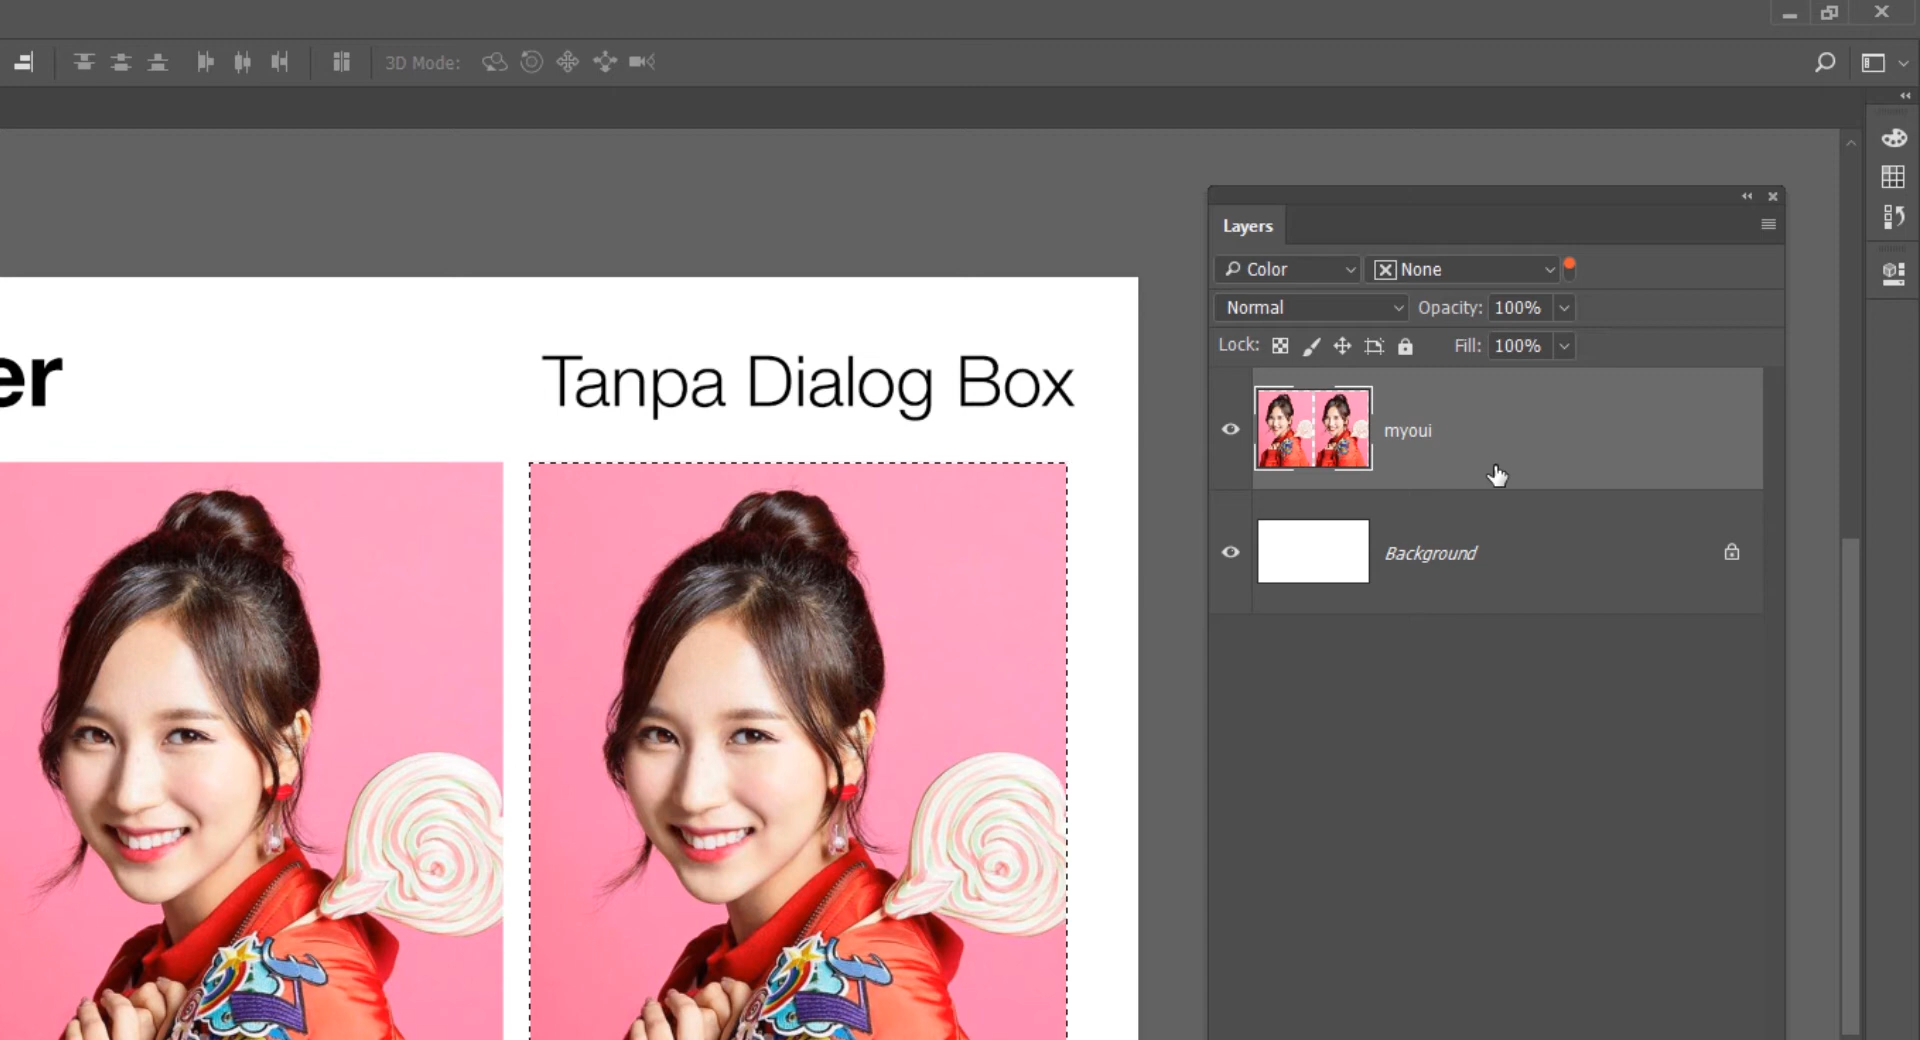 3D Mode:
Layers
Color
None
Normal
Opacity: 100%
Lock:
Fill: 100%
er
Tanpa Dialog Box
myoui
Background